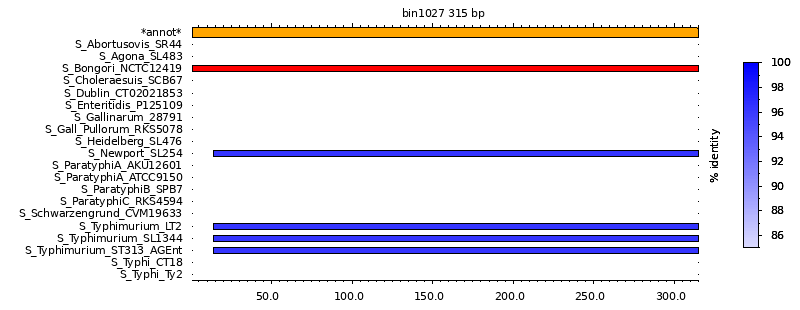 bin1027 315 bp
*annot*
S_Abortusovis_SR44
S_Agona_SL483
S_Bongori_NCTC12419
S_Choleraesuis_SCB67
S_Dublin_CT02021853
S_Enteritidis_P125109
S_Gallinarum_28791
S_Gall_Pullorum_RKS5078
S_Heidelberg_SL476
S_Newport_SL254
S_ParatyphiA_AKU12601
S_ParatyphiA_ATCC9150
S_ParatyphiB_SPB7
S_ParatyphiC_RKS4594
S_Schwarzengrund_CVM19633
S_Typhimurium_LT2
S_Typhimurium_SL1344
S_Typhimurium_ST313_AGEnt
S_Typhi_CT18
S_Typhi_Ty2
50.0 100.0 150.0 200.0 250.0 300.0
% identity
100
98
96
94
92
90
88
86